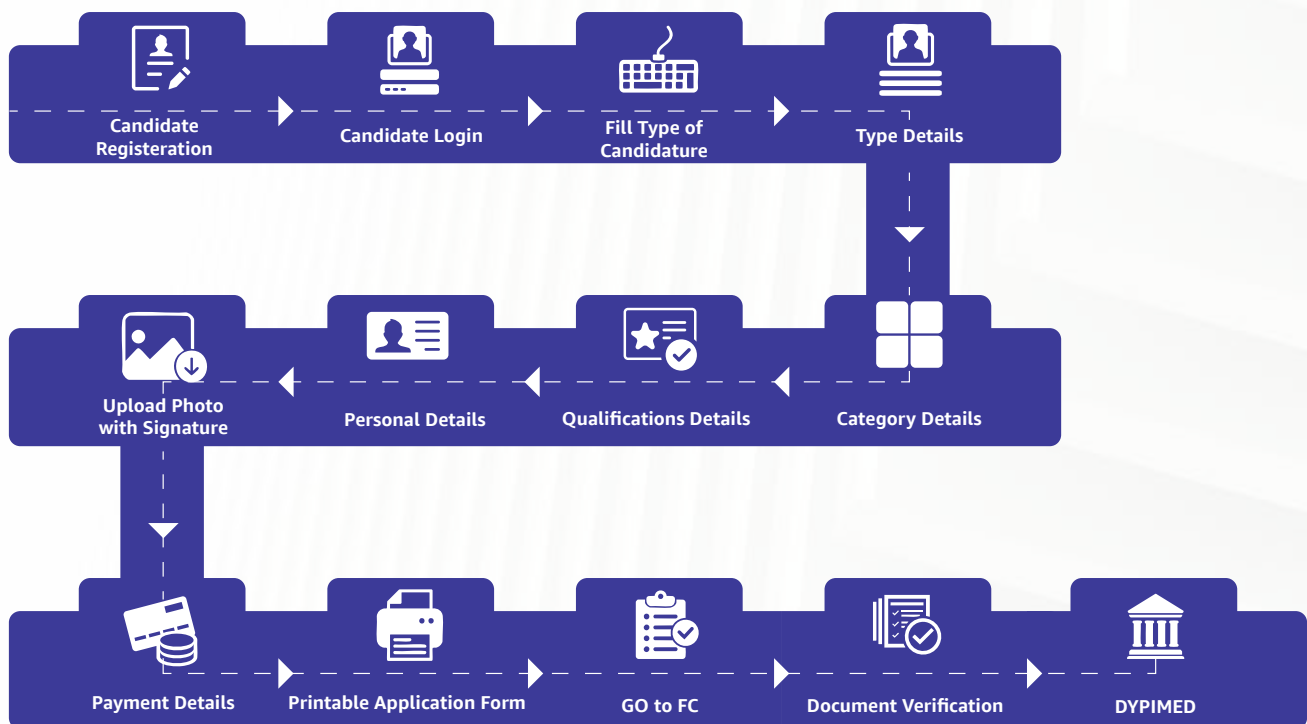 Candidate
Registeration
Candidate Login
Fill Type of
Candidature
Type Details
Category Details
Qualifications Details
Personal Details
Upload Photo
with Signature
Payment Details
Printable Application Form
GO to FC
Document Verification
DYPIMED